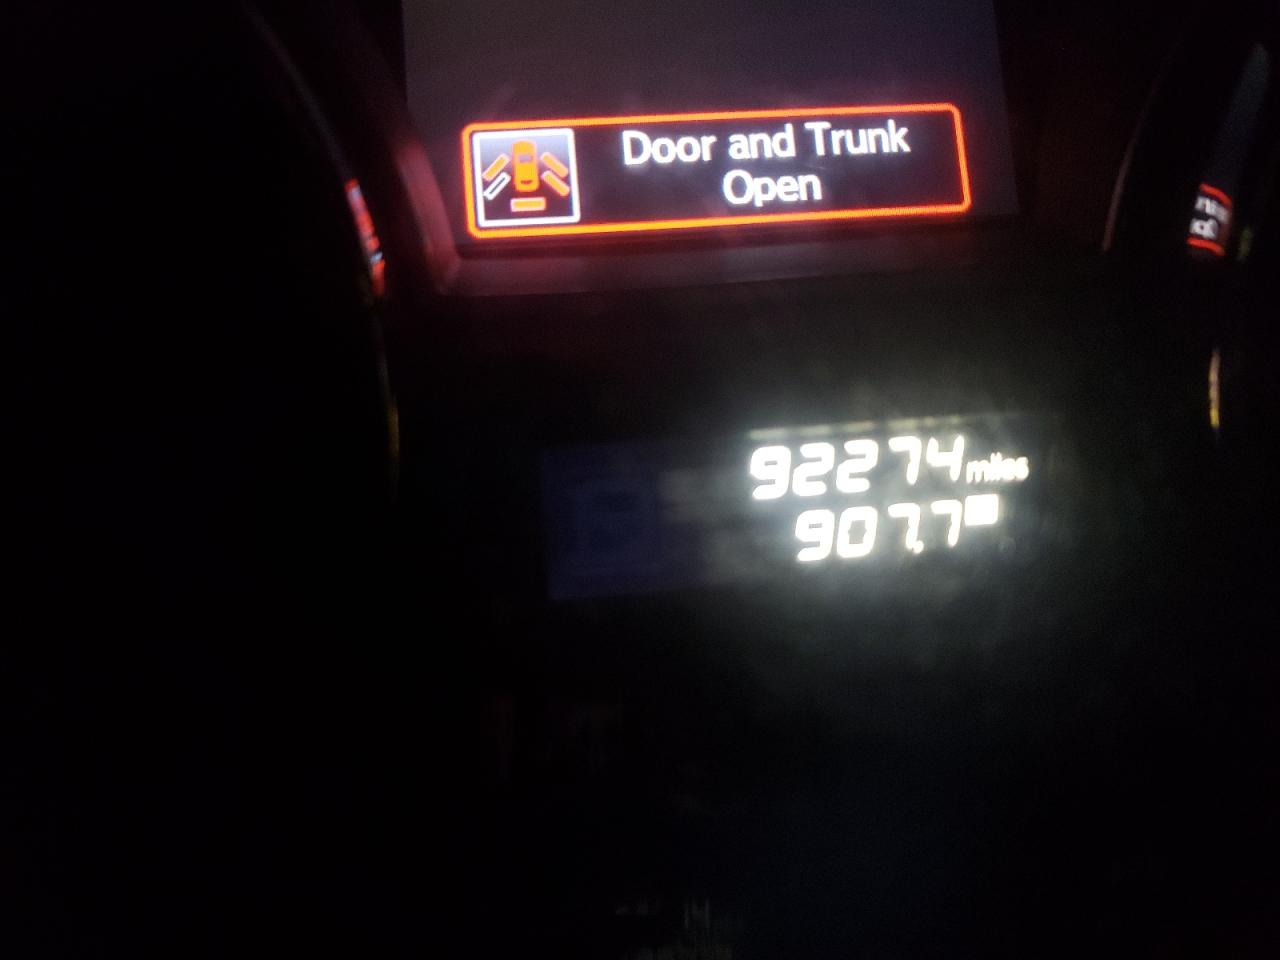 Door and Trunk
Open
92274 miles
907.7